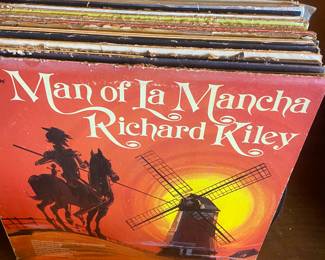 Man of La Mancha
Richard Kiley